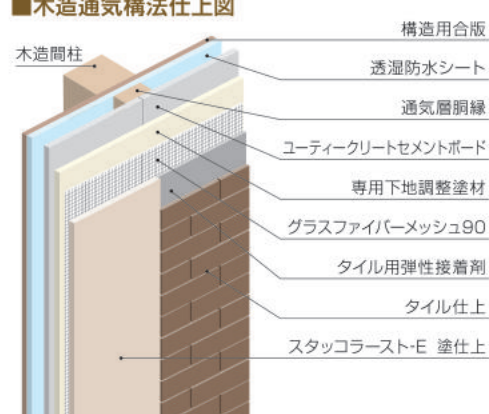 ■木造通気構法仕上図
構造用合版
木造間柱
透湿防水シート
通気層胴縁
ユーティークリートセメントボード
専用下地調整塗材
グラスファイバーメッシュ90
タイル用弾性接着剤
タイル仕上
スタッコラースト-E 塗仕上